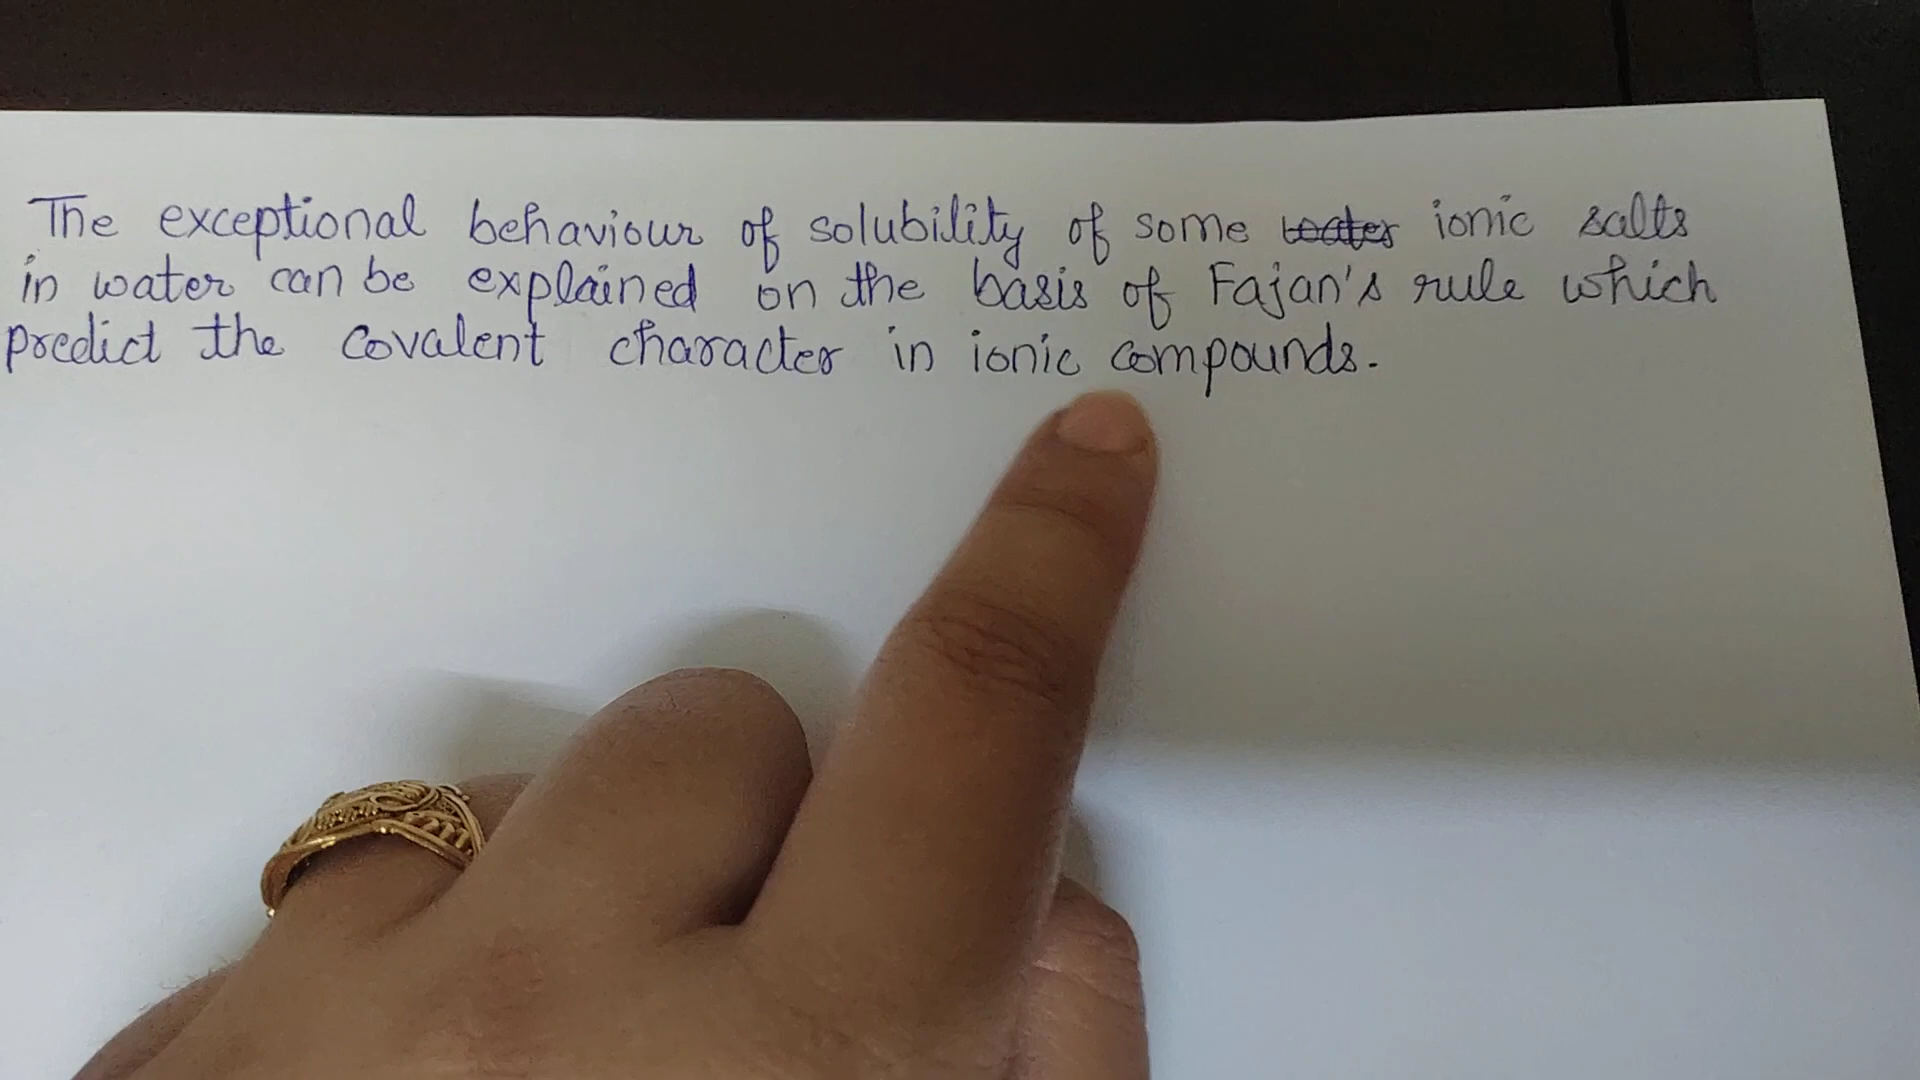 The exceptional behaviour of solubility of some water ionic salts
in water can be explained on the basis of Fajan's rule which
predict the covalent character in ionic compounds.